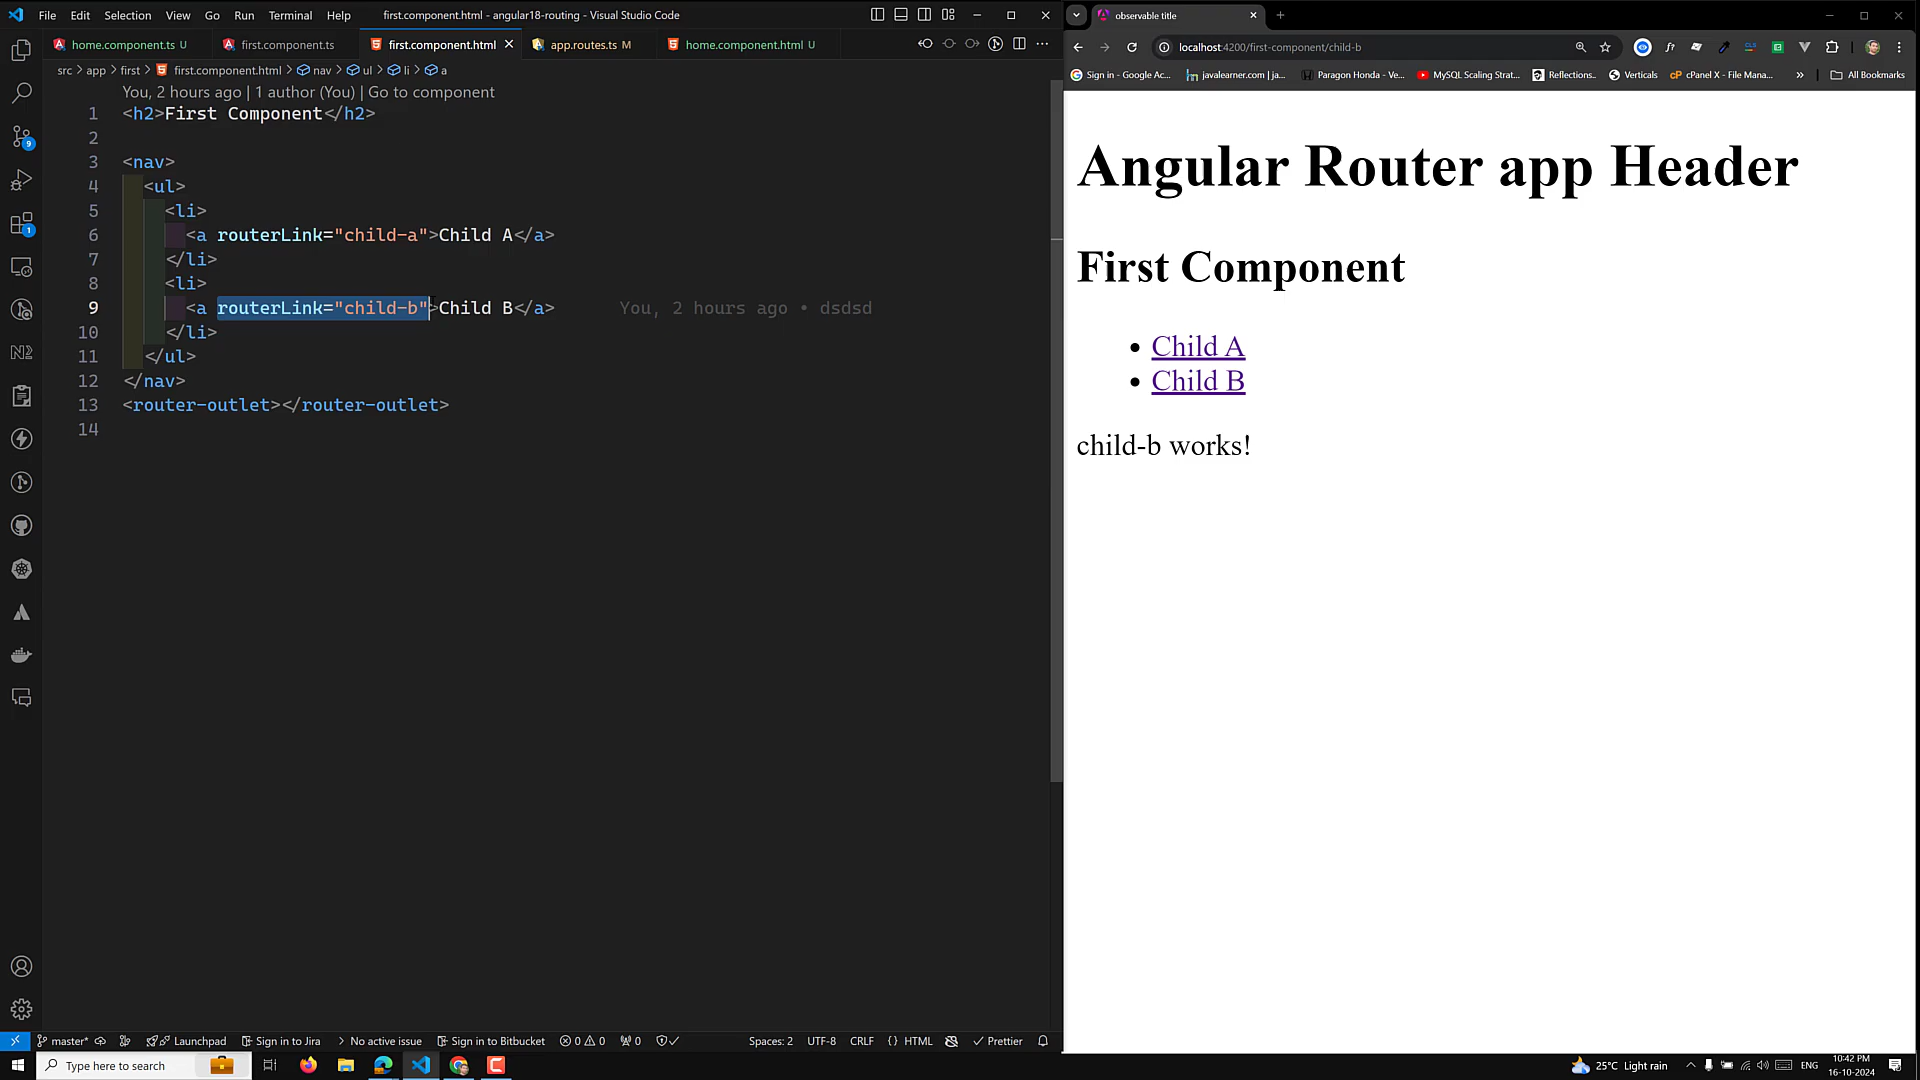 File Edit Selection View Go Run Terminal Help
first.component.html - angular18-routing - Visual Studio Code
home.component.ts U
first.component.ts
first.component.html
app.routes.ts M
home.component.html U
src > app > first > first.component.html > nav > ul > li > a
You, 2 hours ago | 1 author (You) | Go to component
1 <h2>First Component</h2>
2
3 <nav>
4 <ul>
5 <li>
6 <a routerLink="child-a">Child A</a>
7 </li>
8 <li>
9 <a routerLink="child-b">Child B</a> You, 2 hours ago • dsdsd
10 </li>
11 </ul>
12 </nav>
13 <router-outlet></router-outlet>
14
9
1
master*
Launchpad
Sign in to Jira
No active issue
Sign in to Bitbucket
0 0
0
Spaces: 2
UTF-8
CRLF
{ } HTML
Prettier
observable title
localhost:4200/first-component/child-b
Sign in - Google Ac...
javalearner.com | ja...
Paragon Honda - Ve...
MySQL Scaling Strat...
Reflections..
Verticals
cPanel X - File Mana...
»
All Bookmarks
Angular Router app Header
First Component
• Child A
• Child B
child-b works!
Type here to search
25°C Light rain
ENG
10:42 PM
16-10-2024